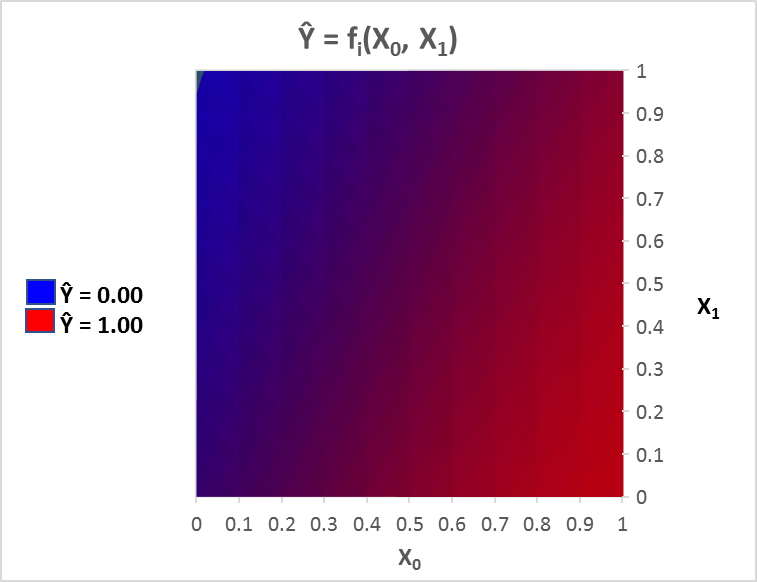 Ŷ = fᵢ(X₀, X₁)
1
0.9
0.8
0.7
0.6
0.5
0.4
0.3
0.2
0.1
0
Ŷ = 0.00
Ŷ = 1.00
X₁
0 0.1 0.2 0.3 0.4 0.5 0.6 0.7 0.8 0.9 1
X₀